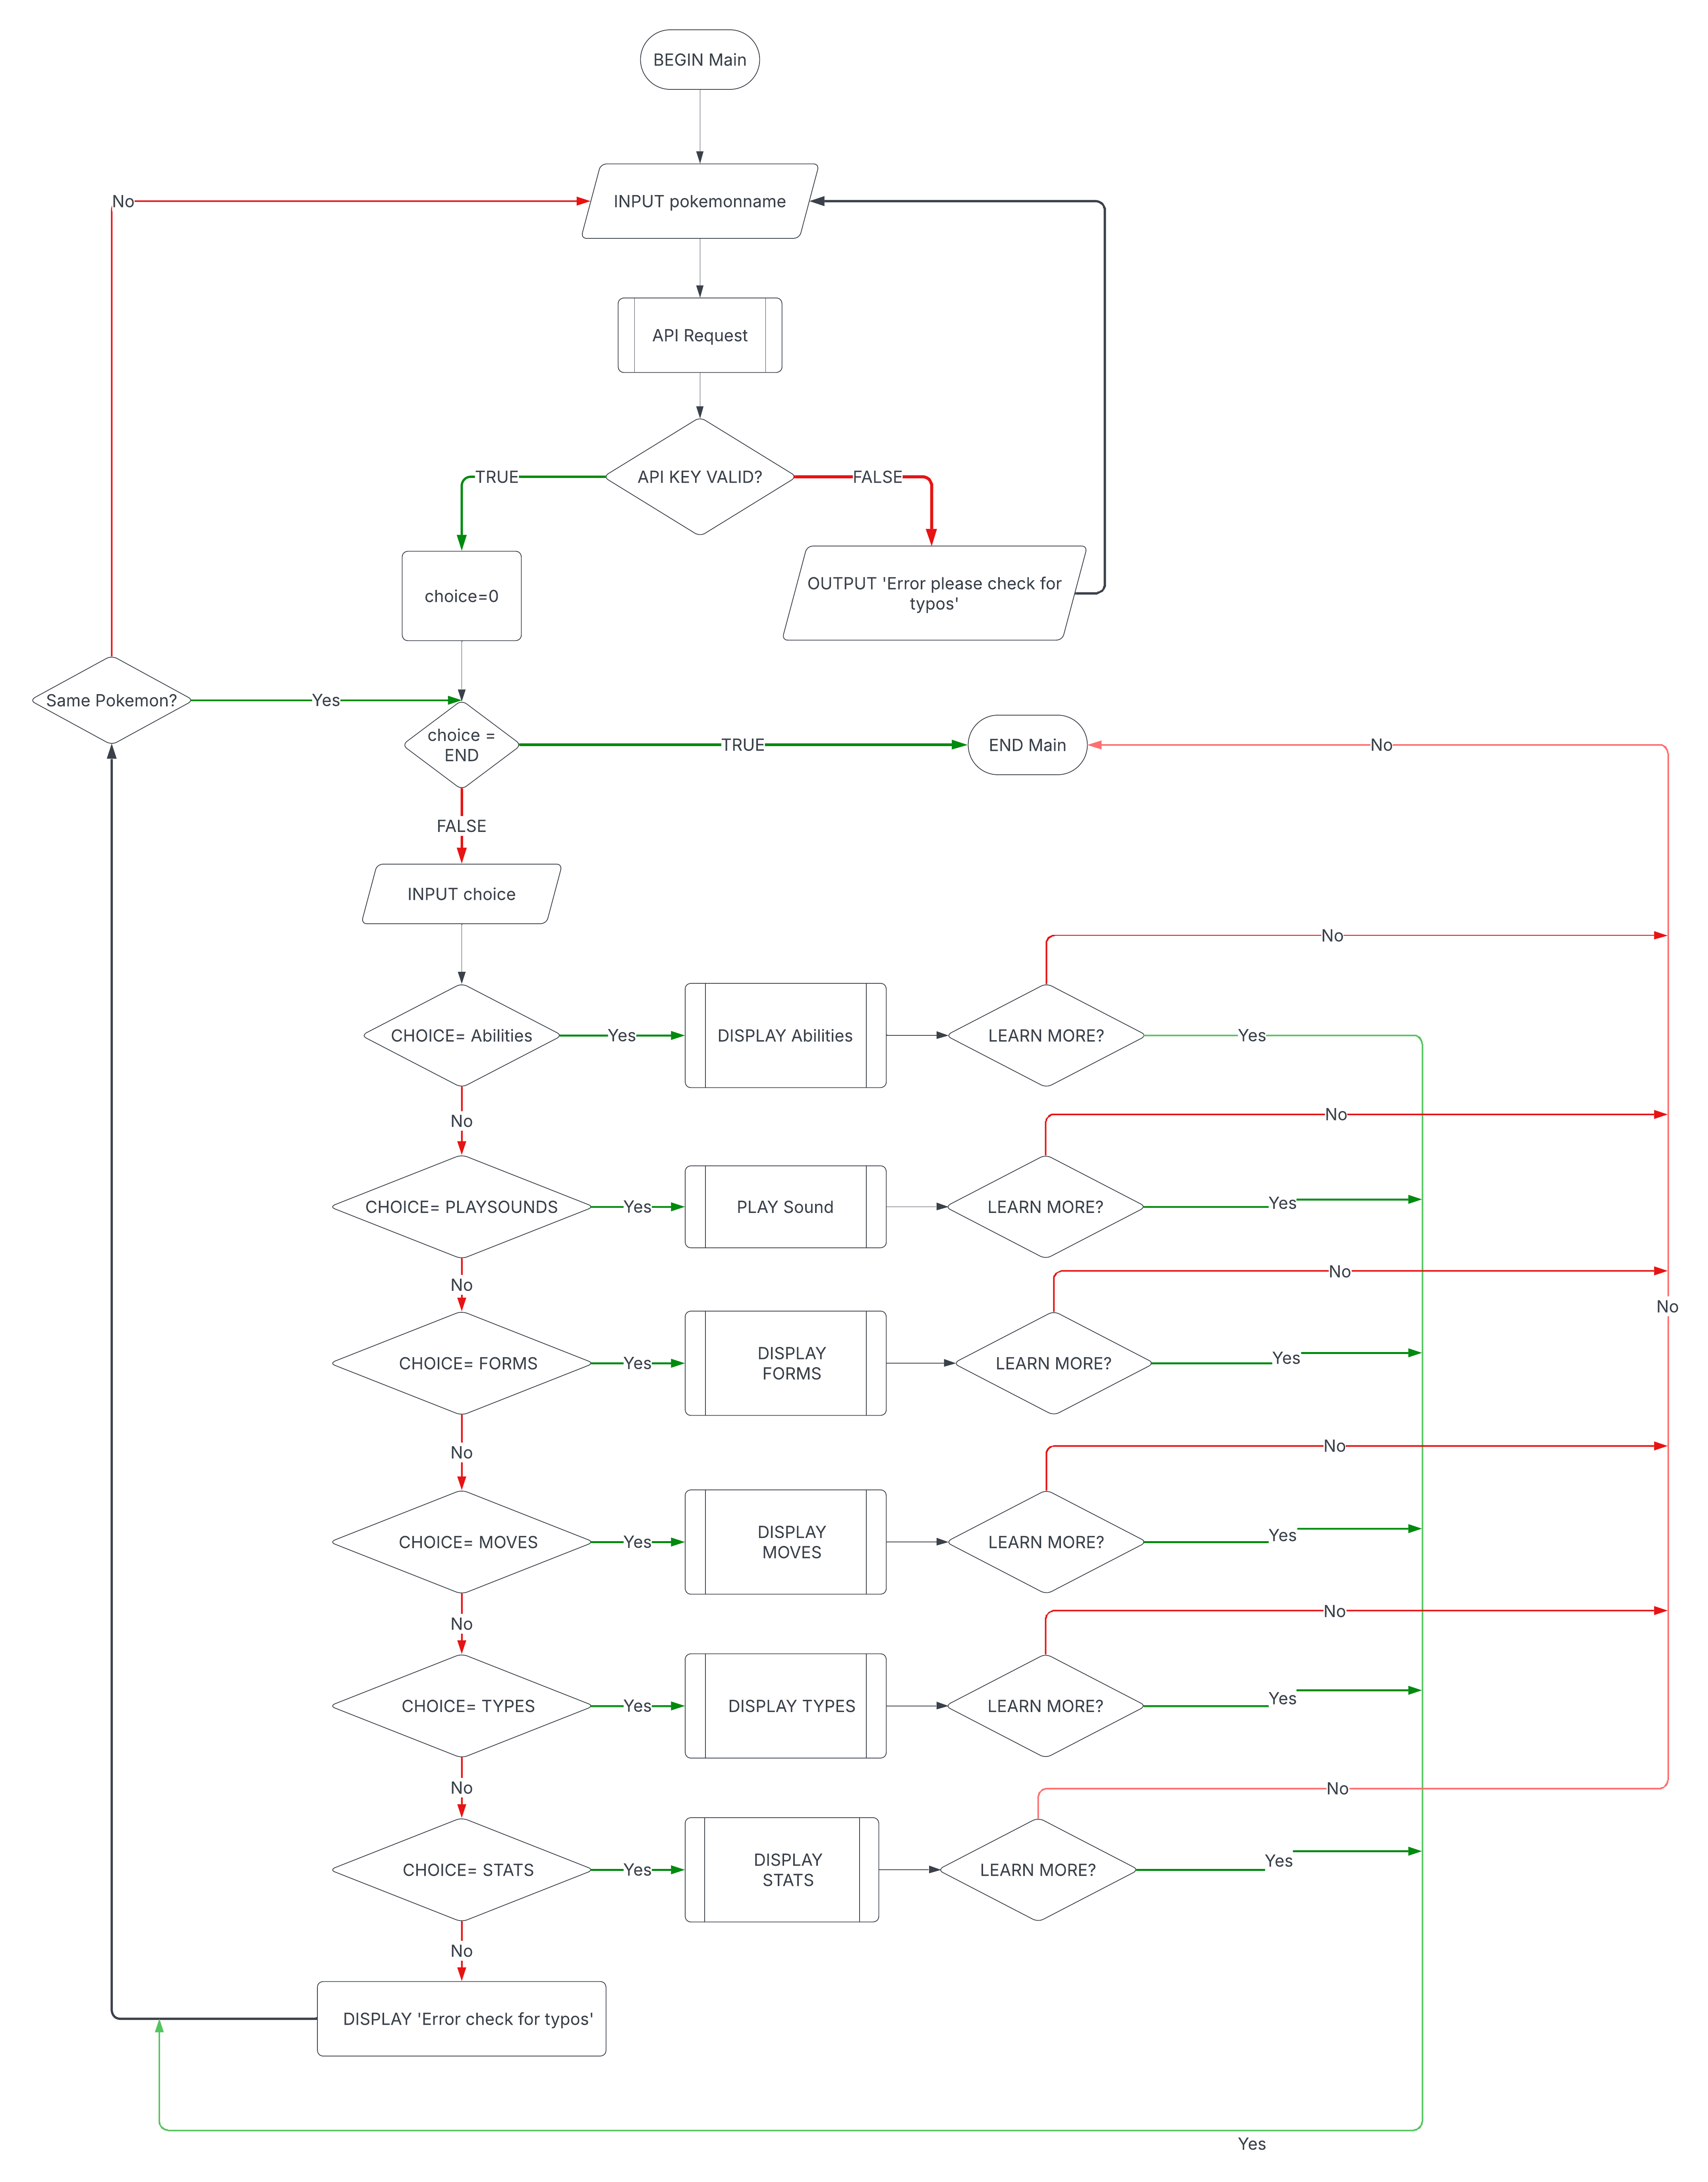 BEGIN Main
No
INPUT pokemonname
API Request
TRUE
API KEY VALID?
FALSE
choice=0
OUTPUT 'Error please check for
typos'
Same Pokemon?
Yes
choice =
END
TRUE
END Main
No
FALSE
INPUT choice
No
CHOICE= Abilities
Yes
DISPLAY Abilities
LEARN MORE?
Yes
No
No
CHOICE= PLAYSOUNDS
Yes
PLAY Sound
LEARN MORE?
Yes
No
No
No
CHOICE= FORMS
Yes
DISPLAY
FORMS
LEARN MORE?
Yes
No
No
CHOICE= MOVES
Yes
DISPLAY
MOVES
LEARN MORE?
Yes
No
No
CHOICE= TYPES
Yes
DISPLAY TYPES
LEARN MORE?
Yes
No
No
CHOICE= STATS
Yes
DISPLAY
STATS
LEARN MORE?
Yes
No
DISPLAY 'Error check for typos'
Yes